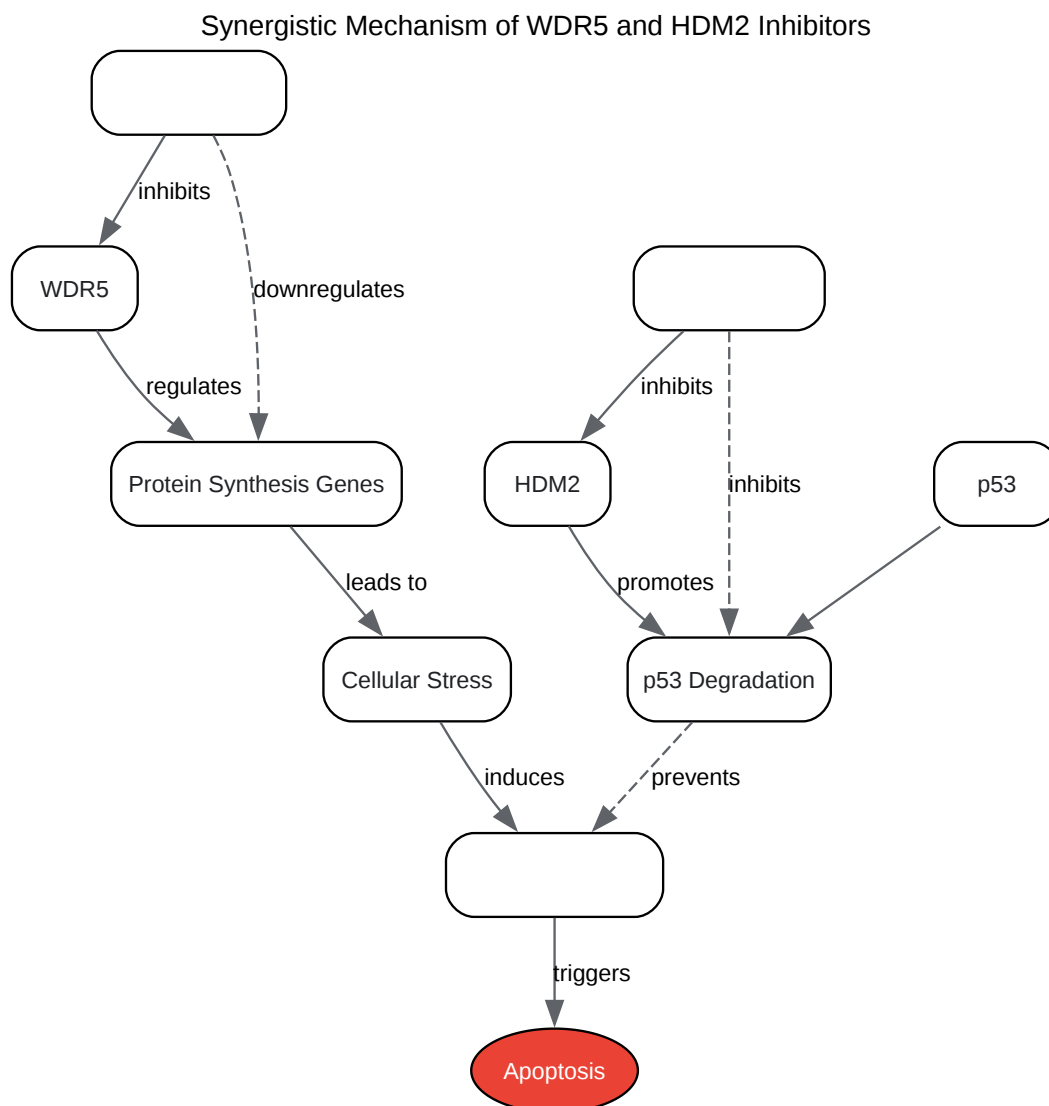 Synergistic Mechanism of WDR5 and HDM2 Inhibitors
inhibits
WDR5
downregulates
regulates
inhibits
Protein Synthesis Genes
HDM2
inhibits
p53
leads to
promotes
Cellular Stress
p53 Degradation
induces
prevents
triggers
Apoptosis